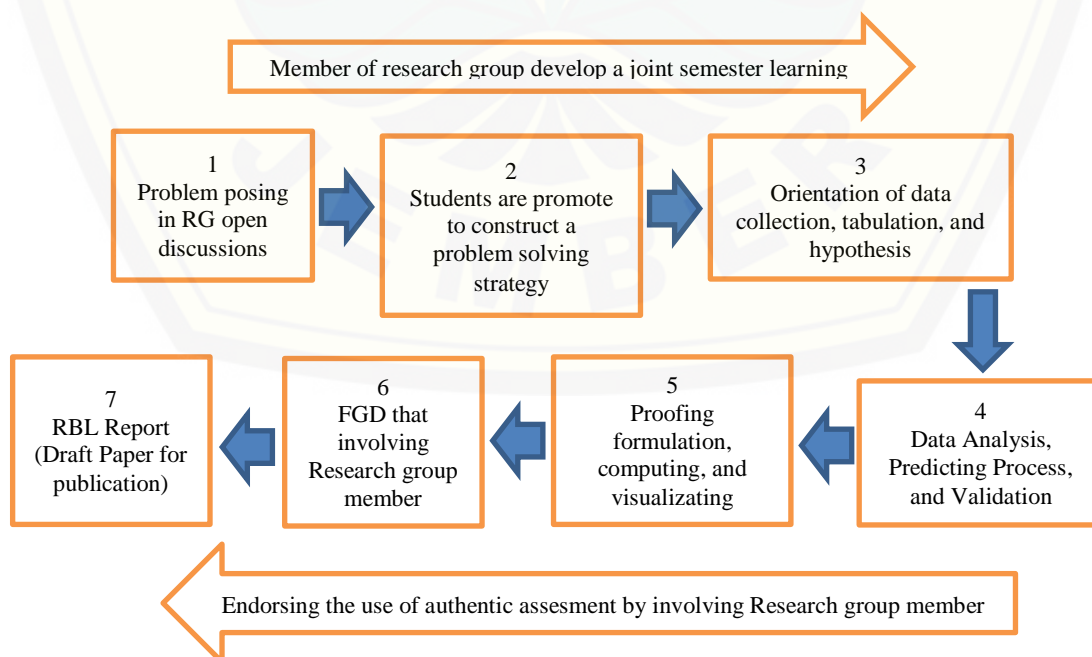 Member of research group develop a joint semester learning
1
Problem posing
in RG open
discussions
2
Students are promote
to construct a
problem solving
strategy
3
Orientation of data
collection, tabulation, and
hypothesis
4
Data Analysis,
Predicting Process,
and Validation
5
Proofing
formulation,
computing, and
visualizating
6
FGD that
involving
Research group
member
7
RBL Report
(Draft Paper for
publication)
Endorsing the use of authentic assesment by involving Research group member
JEMBER